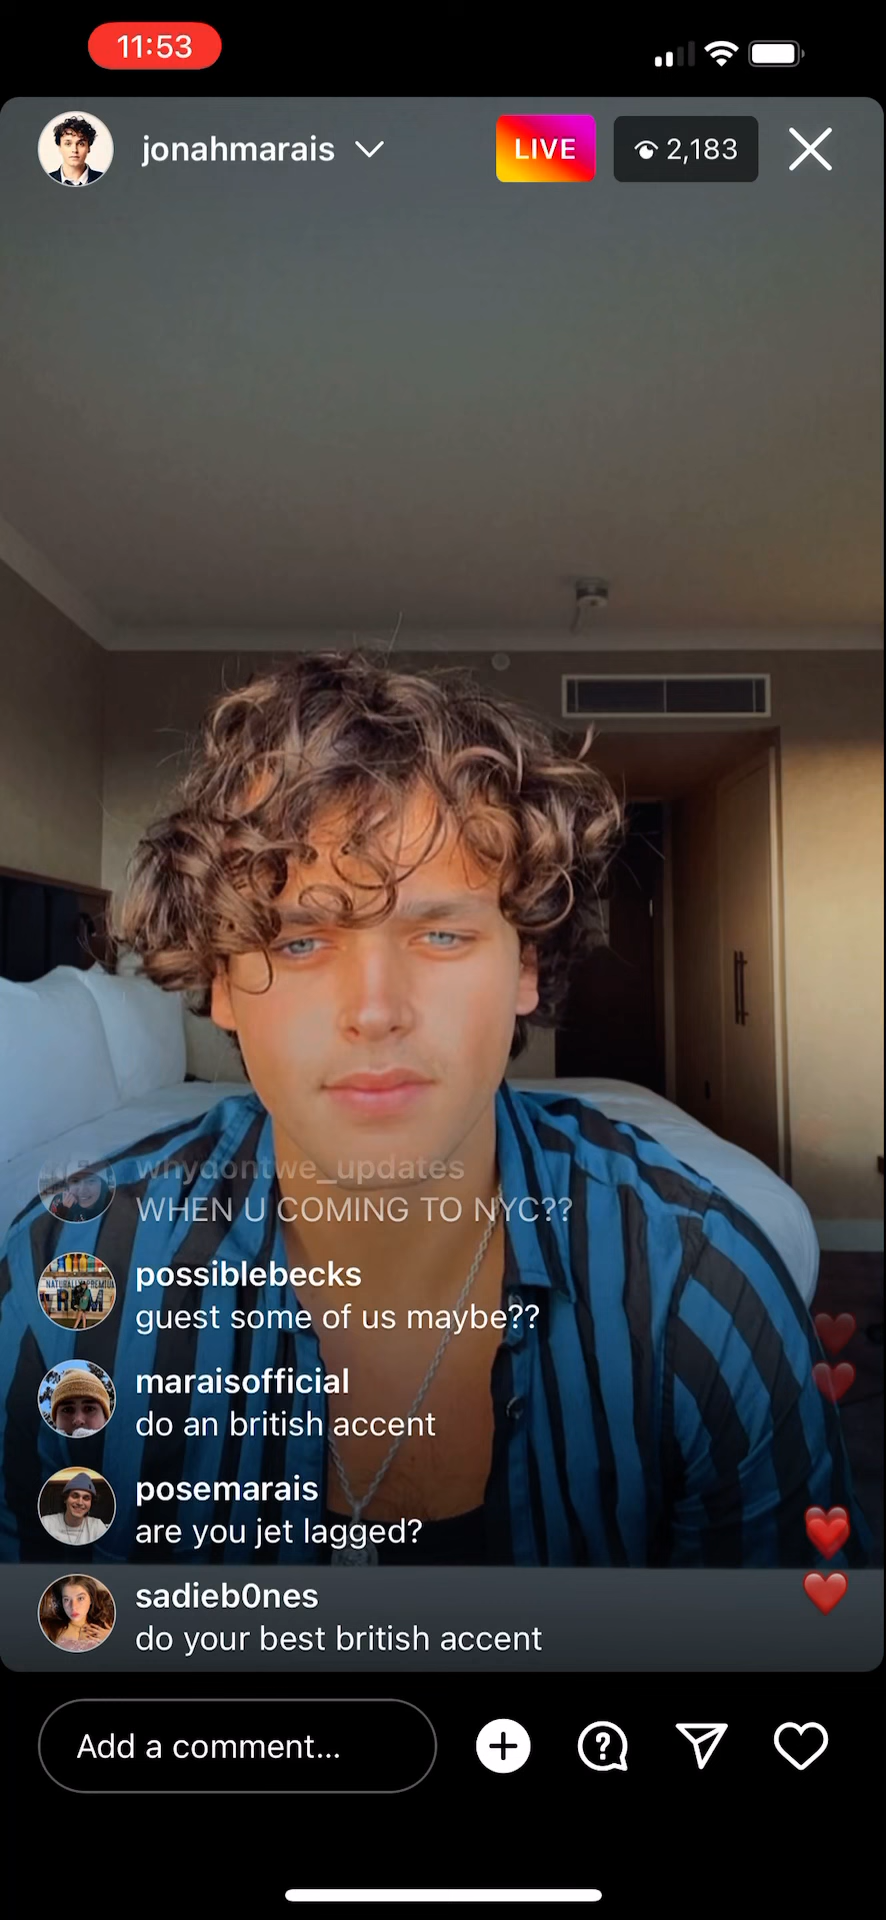 11:53
jonahmarais
LIVE
2,183
whydontwe_updates
WHEN U COMING TO NYC??
possiblebecks
guest some of us maybe??
maraisofficial
do an british accent
posemarais
are you jet lagged?
sadieb0nes
do your best british accent
Add a comment...